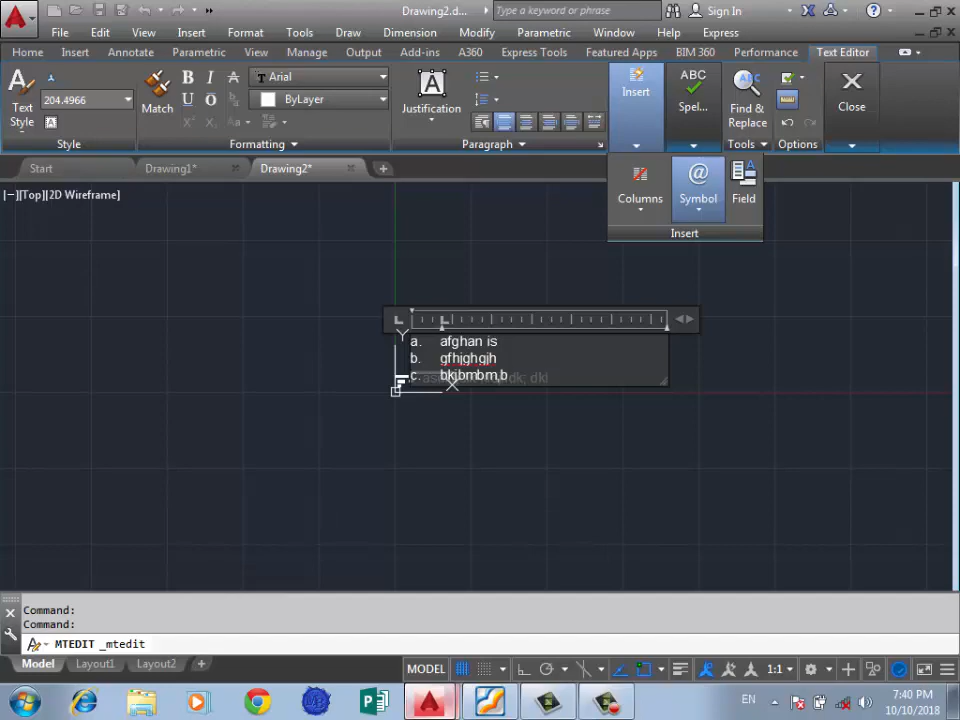 Drawing2.d...
Type a keyword or phrase
Sign In
File Edit View Insert Format Tools Draw Dimension Modify Parametric Window Help Express
Home Insert Annotate Parametric View Manage Output Add-ins A360 Express Tools Featured Apps BIM 360 Performance Text Editor
Text Style
204.4966
Style
Match
B I A
U O
Arial
ByLayer
Formatting
Justification
Paragraph
Insert
ABC
Spel...
Find & Replace
Tools
Options
Close
Start Drawing1* Drawing2*
Columns
Symbol
Field
Insert
[−][Top][2D Wireframe]
Y
a. afghan is
b. gfhjghgjh
c. bkjbmbm,b
Command:
Command:
MTEDIT _mtedit
Model Layout1 Layout2 +
MODEL
1:1
EN
7:40 PM
10/10/2018